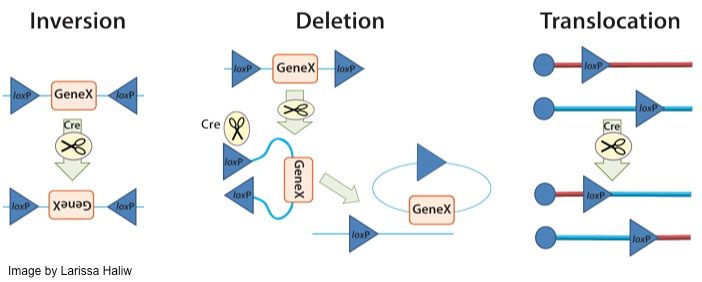 Inversion
loxP GeneX loxP
Cre
loxP GeneX loxP
Deletion
loxP GeneX loxP
Cre
loxP
loxP
GeneX
GeneX
loxP
Translocation
loxP
loxP
Cre
loxP
loxP
Image by Larissa Haliw